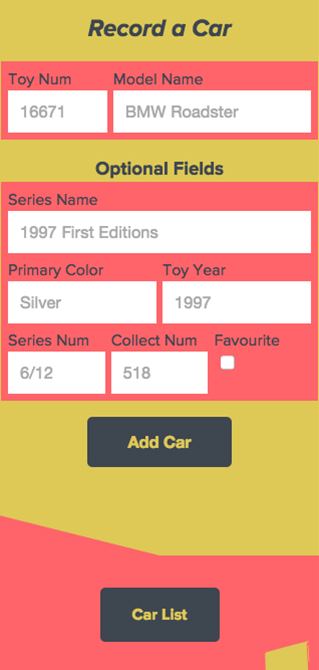 Record a Car
Toy Num Model Name
16671 BMW Roadster
Optional Fields
Series Name
1997 First Editions
Primary Color Toy Year
Silver 1997
Series Num Collect Num Favourite
6/12 518
Add Car
Car List